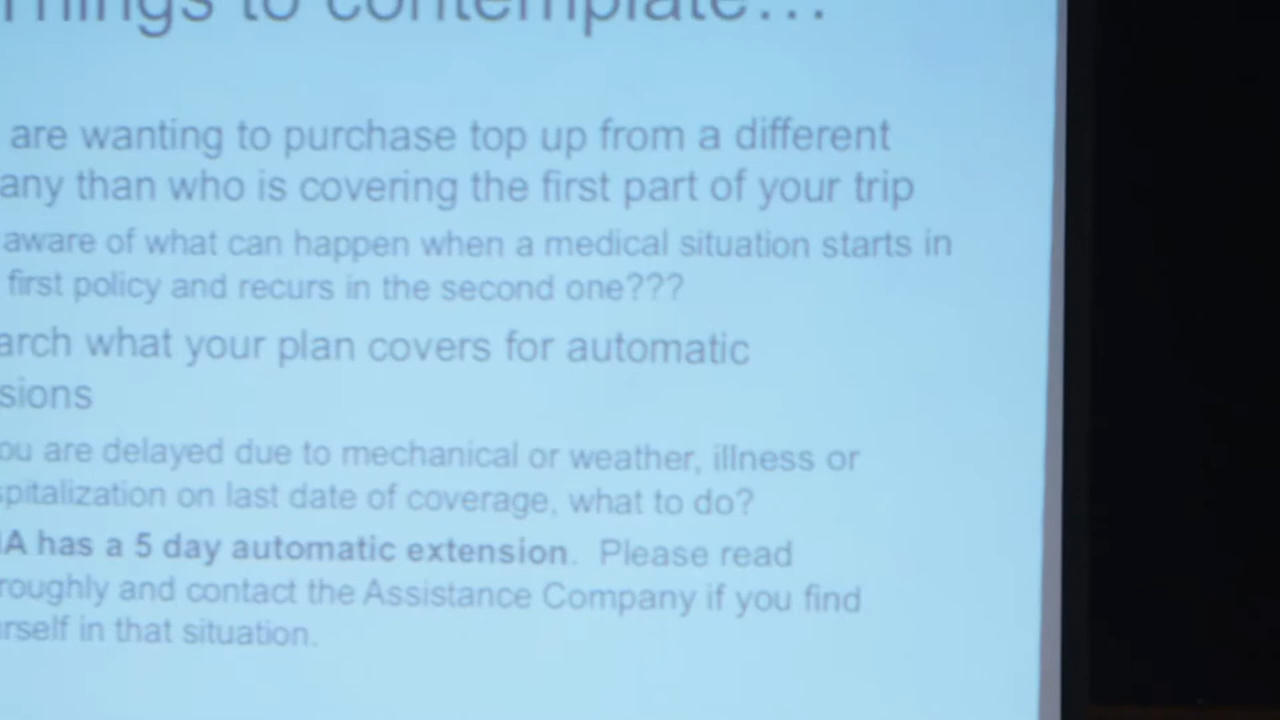 ings to contemplate...
are wanting to purchase top up from a different
any than who is covering the first part of your trip
aware of what can happen when a medical situation starts in
first policy and recurs in the second one???
arch what your plan covers for automatic
sions
ou are delayed due to mechanical or weather, illness or
spitalization on last date of coverage, what to do?
A has a 5 day automatic extension. Please read
roughly and contact the Assistance Company if you find
urself in that situation.